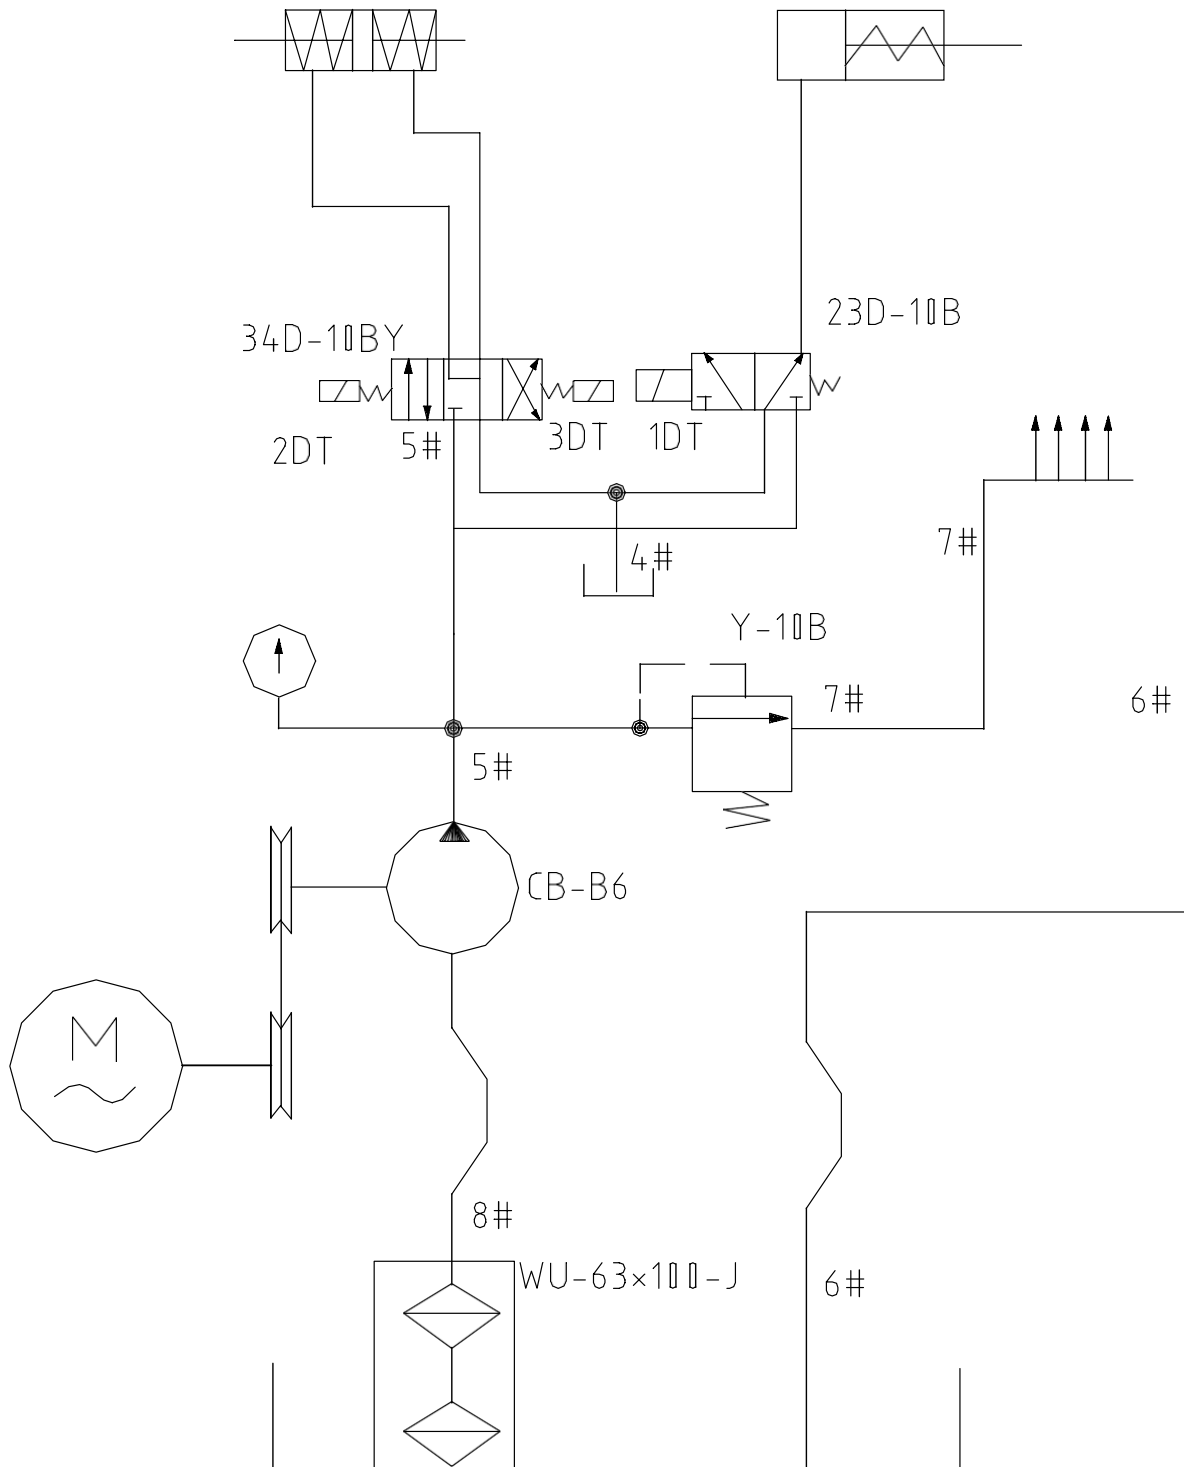 23D-10B
34D-10BY
2DT
5#
3DT
1DT
7#
4#
Y-10B
7#
6#
5#
CB-B6
M
8#
WU-63×100-J
6#